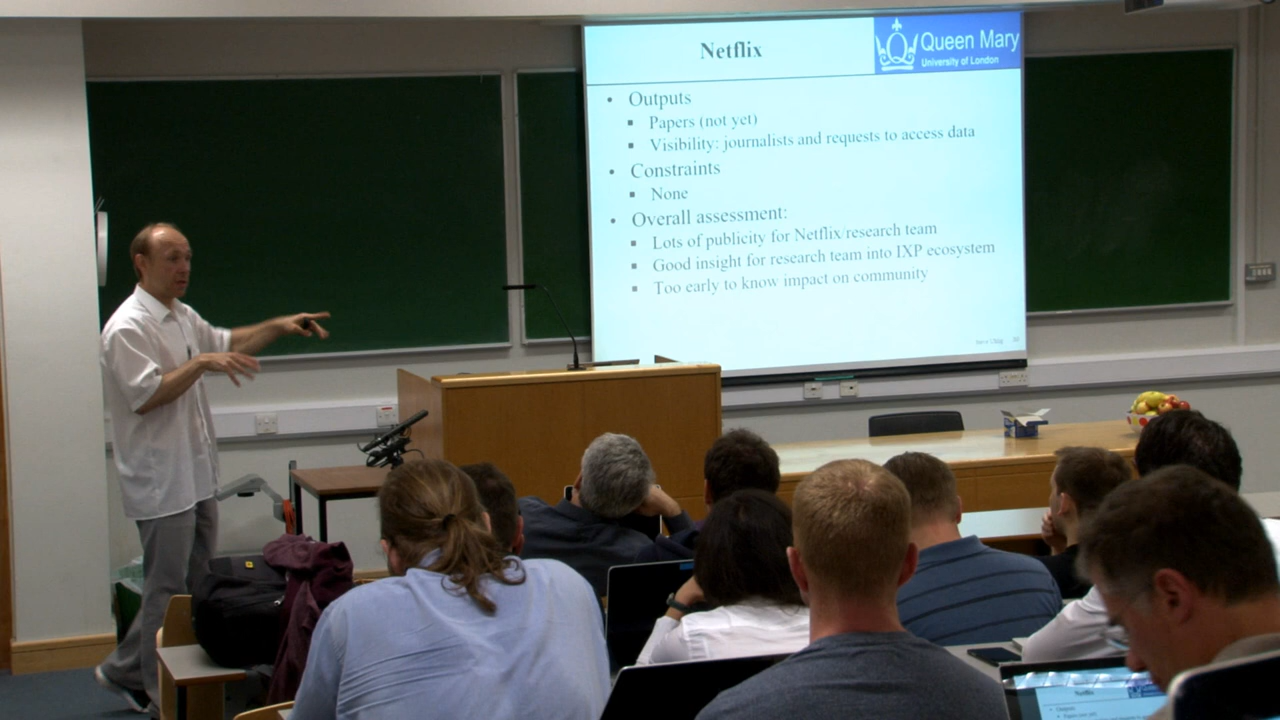 Netflix
Queen Mary
University of London
• Outputs
▪ Papers (not yet)
▪ Visibility: journalists and requests to access data
• Constraints
▪ None
• Overall assessment:
▪ Lots of publicity for Netflix/research team
▪ Good insight for research team into IXP ecosystem
▪ Too early to know impact on community
Netflix
• Outputs